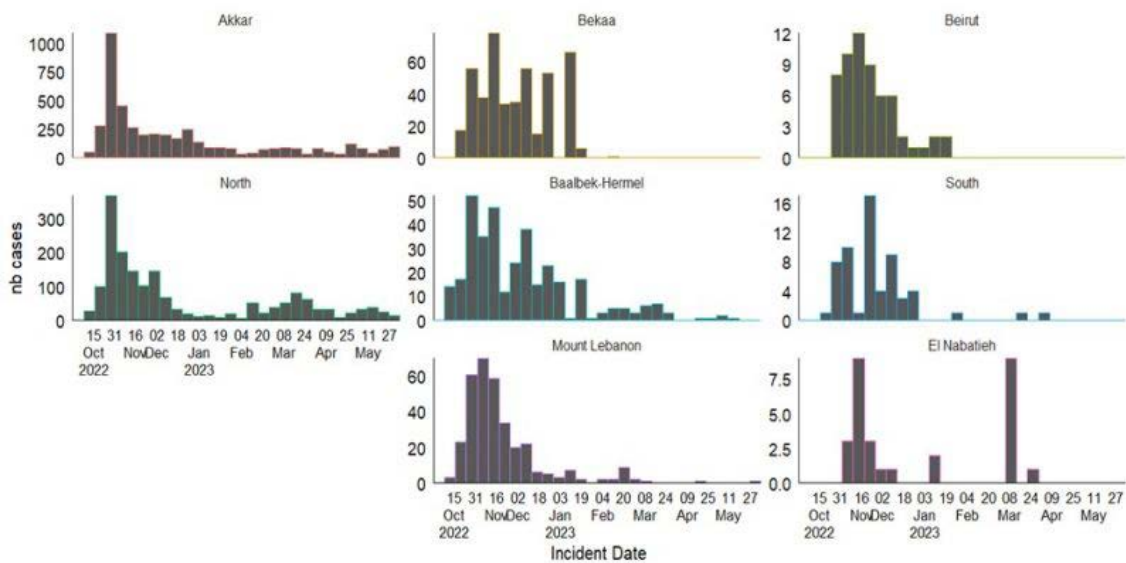 Akkar
Bekaa
Beirut
1000
750
500
250
0
60
40
20
0
12
9
6
3
0
North
Baalbek-Hermel
South
nb cases
300
200
100
0
50
40
30
20
10
0
16
12
8
4
0
15 31 16 02 18 03 19 04 20 08 24 09 25 11 27
Oct Nov Dec Jan Feb Mar Apr May
2022 2023
Mount Lebanon
El Nabatieh
60
40
20
0
7.5
5.0
2.5
0.0
15 31 16 02 18 03 19 04 20 08 24 09 25 11 27
Oct Nov Dec Jan Feb Mar Apr May
2022 2023
15 31 16 02 18 03 19 04 20 08 24 09 25 11 27
Oct Nov Dec Jan Feb Mar Apr May
2022 2023
Incident Date